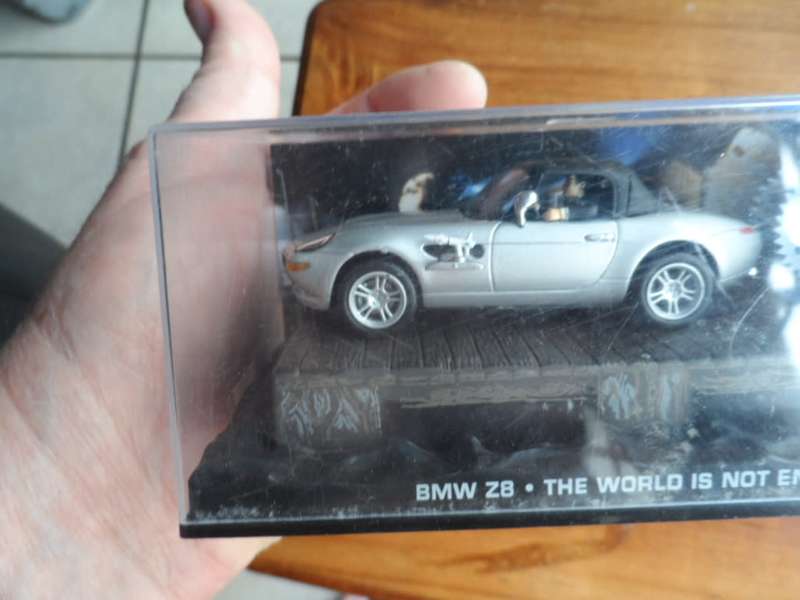 BMW Z8 • THE WORLD IS NOT EN